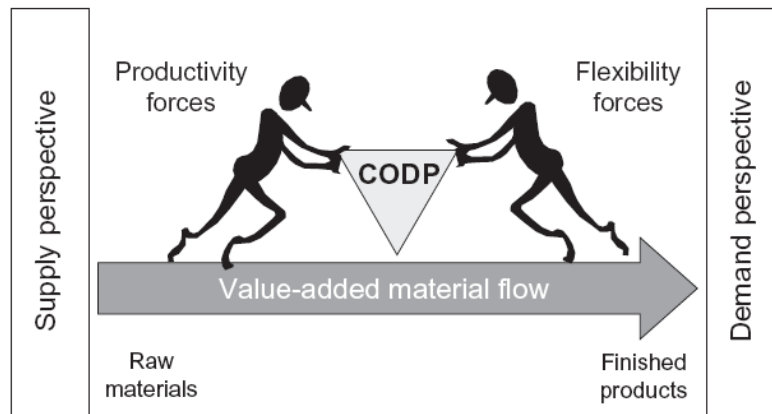 Supply perspective
Productivity
forces
Flexibility
forces
CODP
Value-added material flow
Raw
materials
Finished
products
Demand perspective